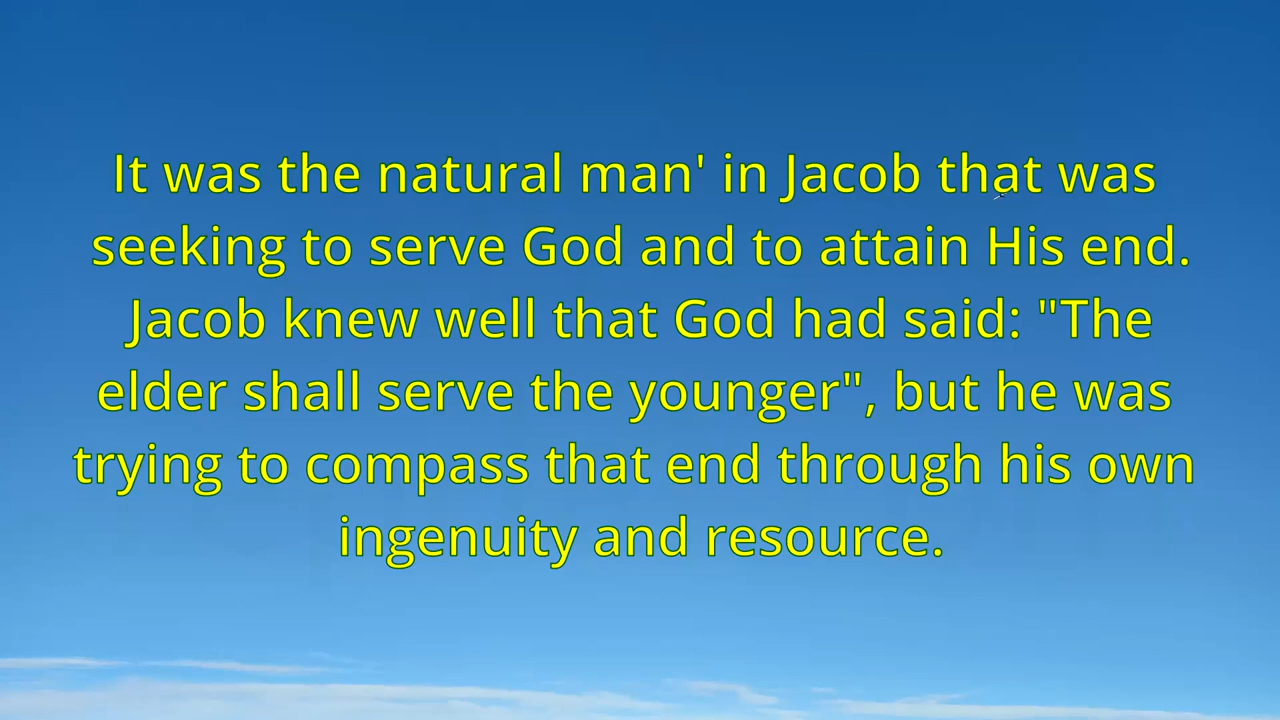 It was the natural man' in Jacob that was
seeking to serve God and to attain His end.
Jacob knew well that God had said: "The
elder shall serve the younger", but he was
trying to compass that end through his own
ingenuity and resource.